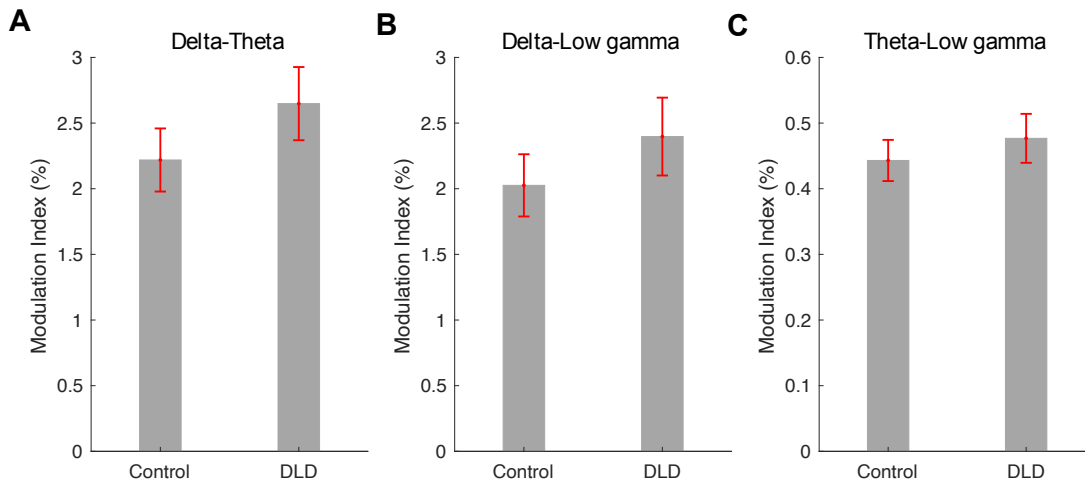 A
Delta-Theta
3
2.5
2
1.5
1
0.5
0
Modulation Index (%)
Control DLD
B
Delta-Low gamma
3
2.5
2
1.5
1
0.5
0
Modulation Index (%)
Control DLD
C
Theta-Low gamma
0.6
0.5
0.4
0.3
0.2
0.1
0
Modulation Index (%)
Control DLD